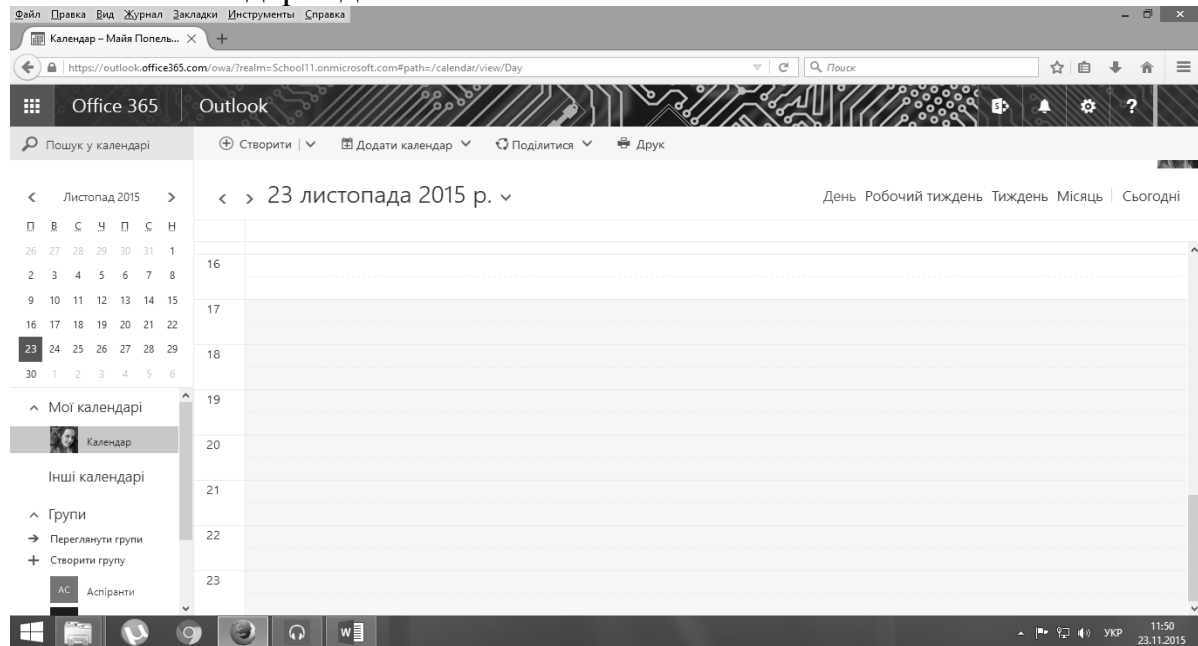 Файл Правка Вид Журнал Закладки Инструменты Справка
Календар – Майя Попель...
https://outlook.office365.com/owa/?realm=School11.onmicrosoft.com#path=/calendar/view/Day
Поиск
Office 365 Outlook
Пошук у календарі
Створити Додати календар Поділитися Друк
Листопад 2015
23 листопада 2015 р.
День Робочий тиждень Тиждень Місяць Сьогодні
П В С Ч П С Н
26 27 28 29 30 31 1
2 3 4 5 6 7 8
9 10 11 12 13 14 15
16 17 18 19 20 21 22
23 24 25 26 27 28 29
30 1 2 3 4 5 6
Мої календарі
Календар
Інші календарі
Групи
Переглянути групи
Створити групу
АС Аспіранти
16
17
18
19
20
21
22
23
УКР
11:50
23.11.2015